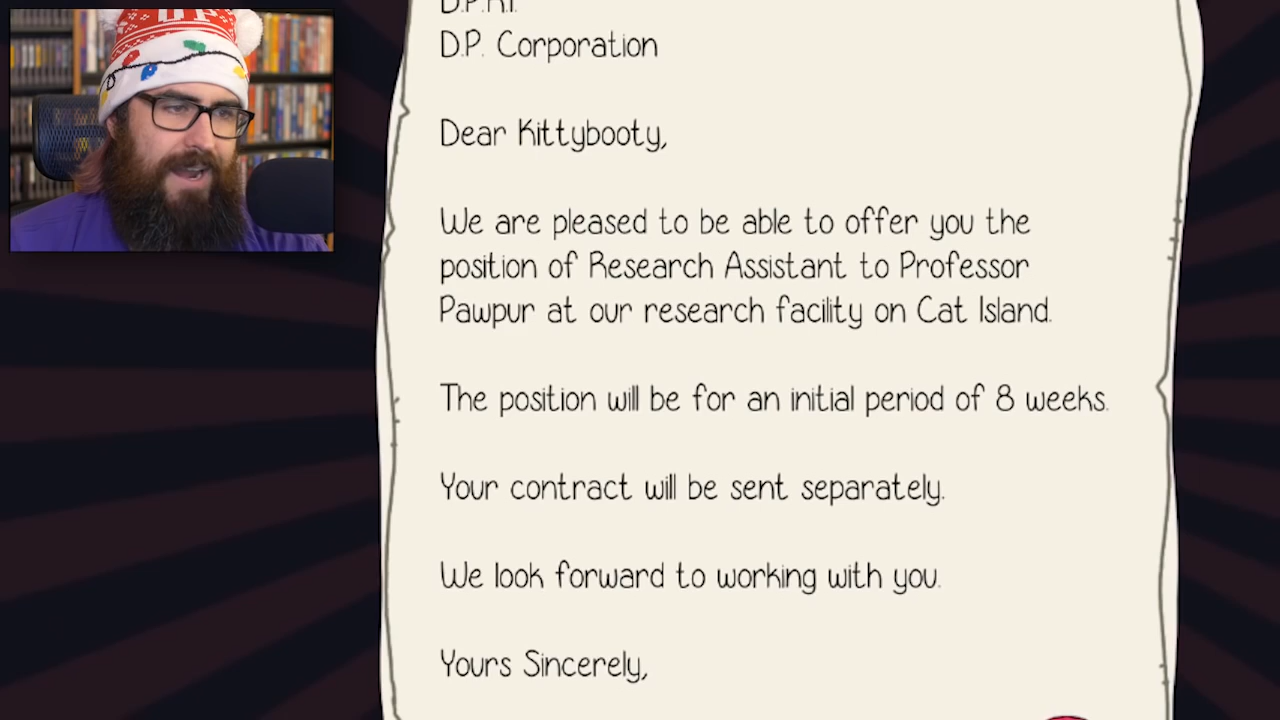 D.P.R.I.
D.P. Corporation
Dear Kittybooty,
We are pleased to be able to offer you the
position of Research Assistant to Professor
Pawpur at our research facility on Cat Island.
The position will be for an initial period of 8 weeks.
Your contract will be sent separately.
We look forward to working with you.
Yours Sincerely,